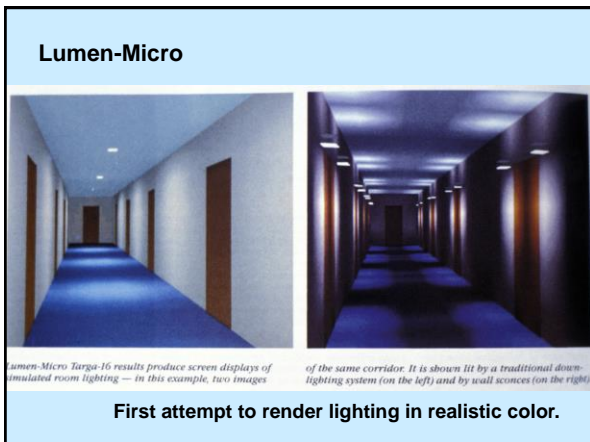 Lumen-Micro
Lumen-Micro Targa-16 results produce screen displays of
simulated room lighting — in this example, two images
of the same corridor. It is shown lit by a traditional down-
lighting system (on the left) and by wall sconces (on the right)
First attempt to render lighting in realistic color.